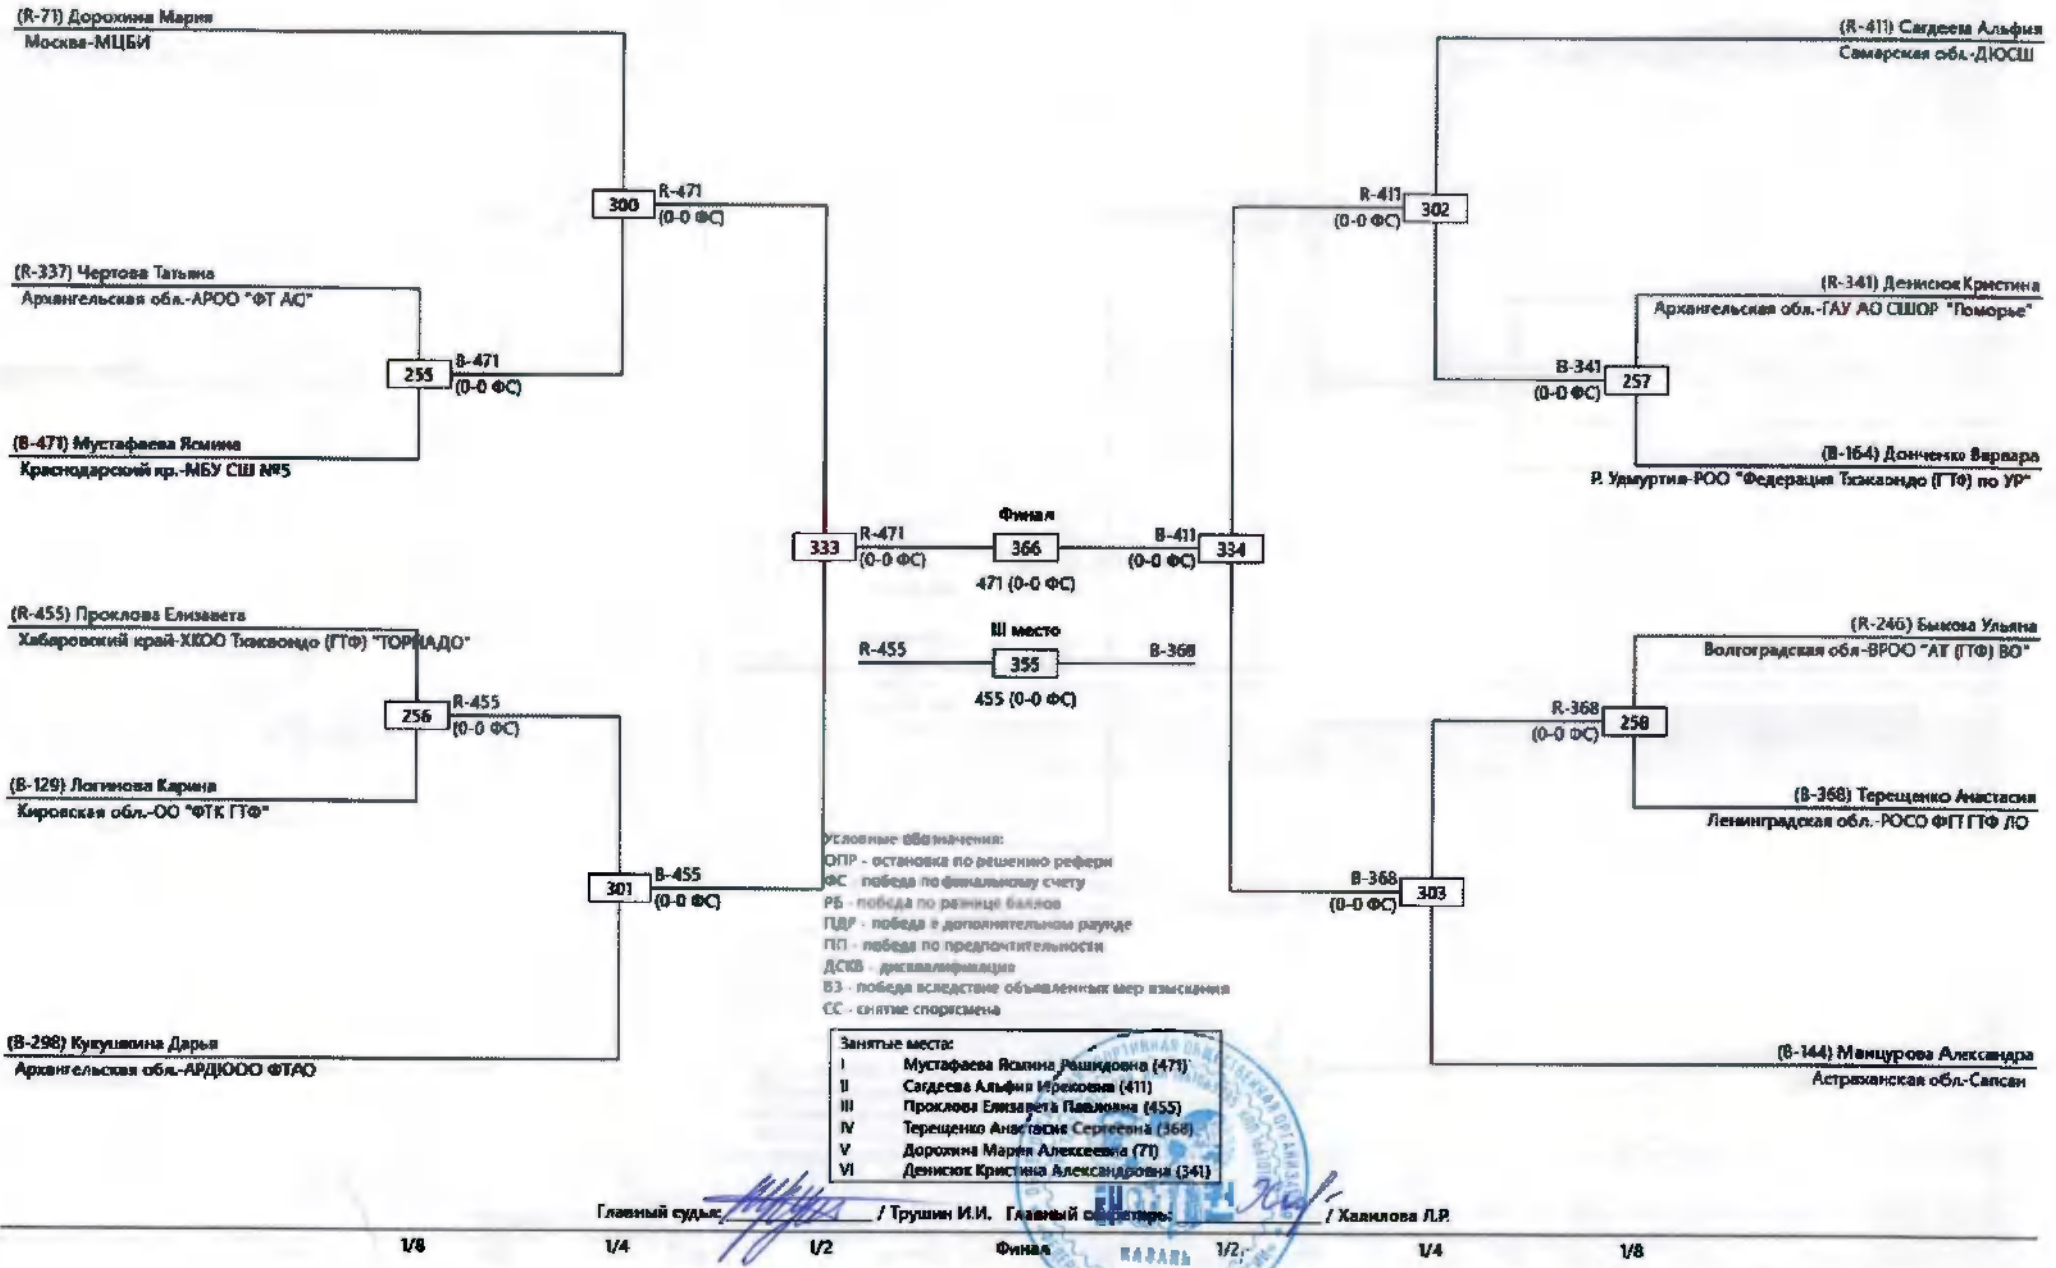 (R-71) Дорохина Мария
Москва-МЦБИ
(R-411) Сагдеева Альфия
Самарская обл.-ДЮСШ
300
R-471
(0-0 ФС)
R-411
(0-0 ФС)
302
(R-337) Чертова Татьяна
Архангельская обл.-АРОО "ФТ АО"
(R-341) Денисюк Кристина
Архангельская обл.-ГАУ АО СШОР "Поморье"
255
B-471
(0-0 ФС)
B-341
(0-0 ФС)
257
(B-471) Мустафаева Ясмина
Краснодарский кр.-МБУ СШ №5
(B-164) Донченко Варвара
Р. Удмуртия-РОО "Федерация Тхэквондо (ГТФ) по УР"
333
R-471
(0-0 ФС)
Финал
366
471 (0-0 ФС)
B-411
(0-0 ФС)
334
III место
R-455
355
B-368
455 (0-0 ФС)
(R-455) Проклова Елизавета
Хабаровский край-ХКОО Тхэквондо (ГТФ) "ТОРНАДО"
(R-246) Быкова Ульяна
Волгоградская обл-ВРОО "АТ (ГТФ) ВО"
256
R-455
(0-0 ФС)
R-368
(0-0 ФС)
258
(B-129) Логинова Карина
Кировская обл.-ОО "ФТК ГТФ"
(B-368) Терещенко Анастасия
Ленинградская обл.-РОСО ФГТ ГТФ ЛО
301
B-455
(0-0 ФС)
B-368
(0-0 ФС)
303
Условные обозначения:
ОПР - остановка по решению рефери
ФС - победа по финальному счету
РБ - победа по разнице баллов
ПДР - победа в дополнительном раунде
ПП - победа по предпочтительности
ДСКВ - дисквалификация
ВЗ - победа вследствие объявленных мер взыскания
СС - снятие спортсмена
(B-298) Кукушкина Дарья
Архангельская обл.-АРДЮОО ФТАО
(B-144) Манцурова Александра
Астраханская обл-Сапсан
Занятые места:
I Мустафаева Ясмина Рашидовна (471)
II Сагдеева Альфия Ирековна (411)
III Проклова Елизавета Павловна (455)
IV Терещенко Анастасия Сергеевна (368)
V Дорохина Мария Алексеевна (71)
VI Денисюк Кристина Александровна (341)
Главный судья: / Трушин И.И. Главный секретарь: / Халилова Л.Р.
1/8 1/4 1/2 Финал 1/2 1/4 1/8
КАЗАНЬ